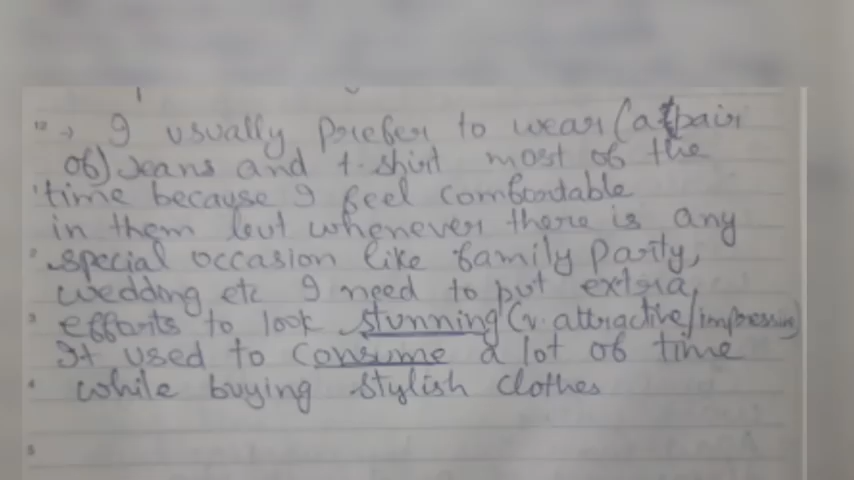 → I usually prefer to wear (a pair
of) jeans and t-shirt most of the
time because I feel comfortable
in them but whenever there is any
special occasion like family party,
wedding etc I need to put extra
efforts to look stunning (v. attractive/impressive)
It used to consume a lot of time
while buying stylish clothes